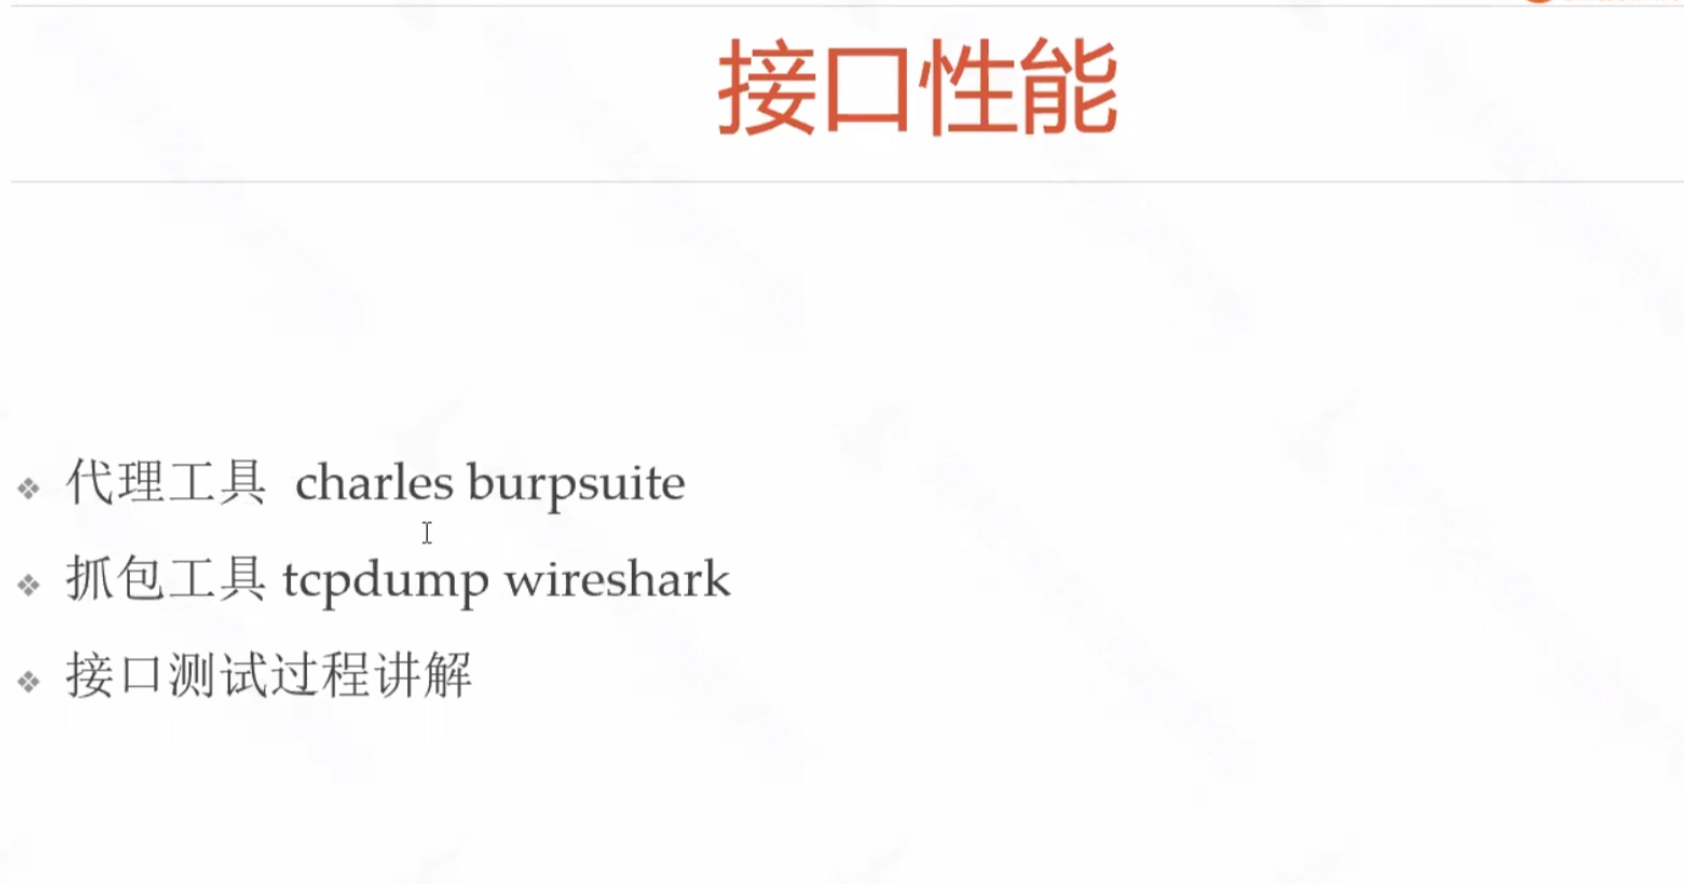 接口性能
代理工具 charles burpsuite
抓包工具 tcpdump wireshark
接口测试过程讲解